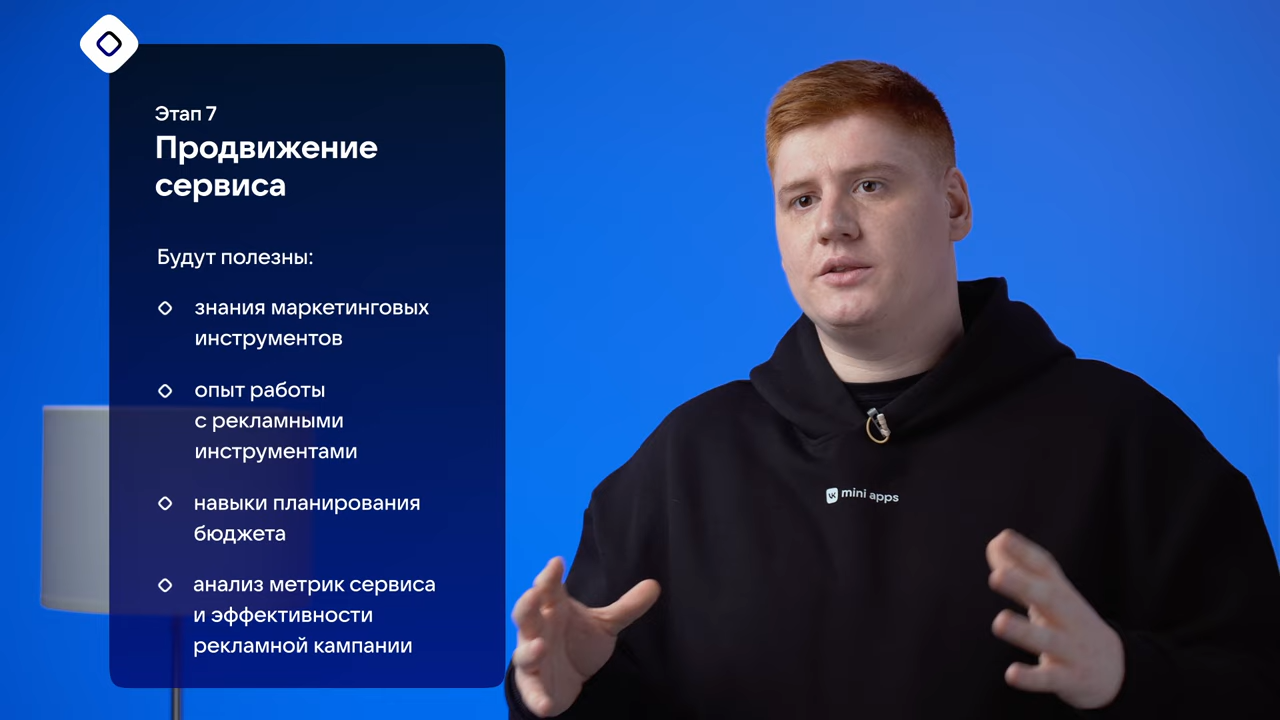 Этап 7
Продвижение
сервиса
Будут полезны:
знания маркетинговых
инструментов
опыт работы
с рекламными
инструментами
навыки планирования
бюджета
анализ метрик сервиса
и эффективности
рекламной кампании
VK mini apps